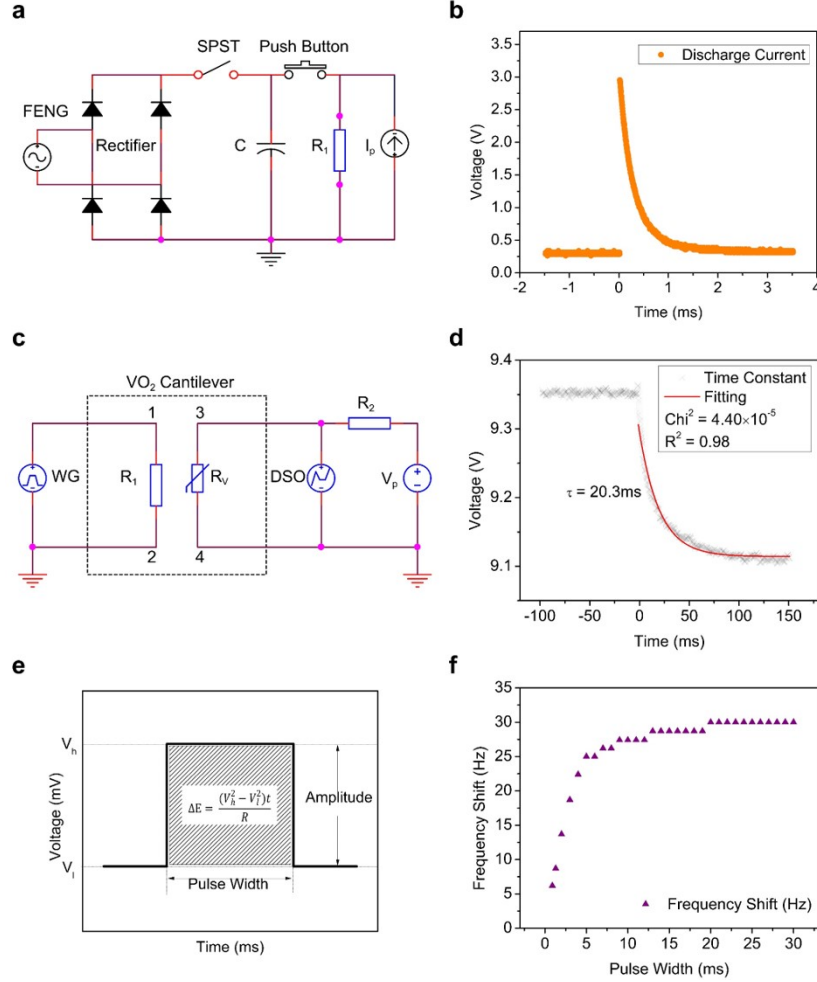 a
SPST
Push Button
FENG
Rectifier
C
R1
Ip
b
Discharge Current
Voltage (V)
3.5
3.0
2.5
2.0
1.5
1.0
0.5
0.0
-2
-1
0
1
2
3
4
Time (ms)
c
VO2 Cantilever
1
3
R2
WG
R1
RV
DSO
Vp
2
4
d
Time Constant
Fitting
Chi² = 4.40×10⁻⁵
R² = 0.98
τ = 20.3ms
Voltage (V)
9.4
9.3
9.2
9.1
-100
-50
0
50
100
150
Time (ms)
e
Vh
Voltage (mV)
Vl
ΔE = (Vh² − Vl²)t / R
Amplitude
Pulse Width
Time (ms)
f
Frequency Shift (Hz)
35
30
25
20
15
10
5
0
Frequency Shift (Hz)
0
5
10
15
20
25
30
Pulse Width (ms)